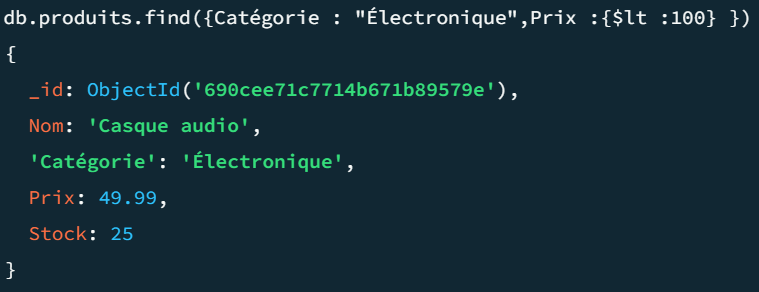 db.produits.find({Catégorie : "Électronique",Prix :{$lt :100} })
{
_id: ObjectId('690cee71c7714b671b89579e'),
Nom: 'Casque audio',
'Catégorie': 'Électronique',
Prix: 49.99,
Stock: 25
}